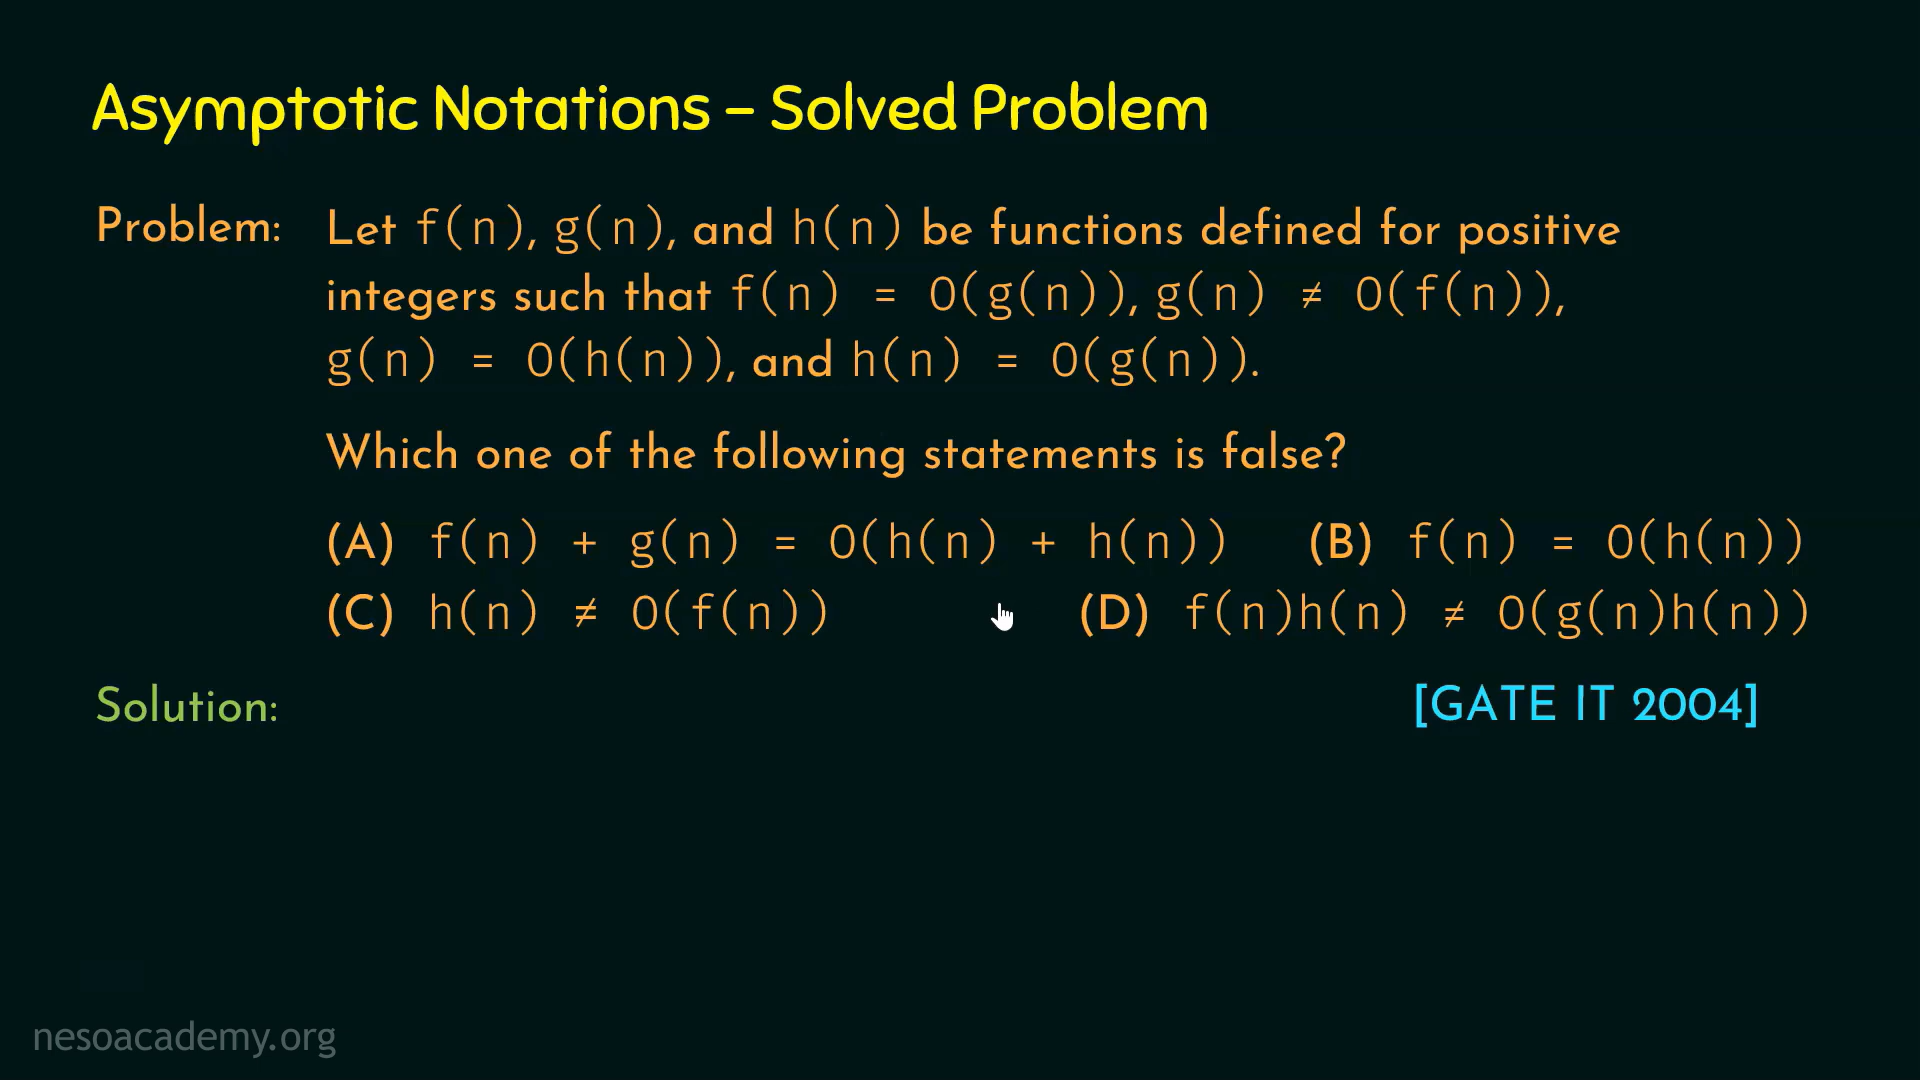 Asymptotic Notations – Solved Problem
Problem: Let f(n), g(n), and h(n) be functions defined for positive
integers such that f(n) = O(g(n)), g(n) ≠ O(f(n)),
g(n) = O(h(n)), and h(n) = O(g(n)).
Which one of the following statements is false?
(A) f(n) + g(n) = O(h(n) + h(n)) (B) f(n) = O(h(n))
(C) h(n) ≠ O(f(n)) (D) f(n)h(n) ≠ O(g(n)h(n))
Solution: [GATE IT 2004]
nesoacademy.org